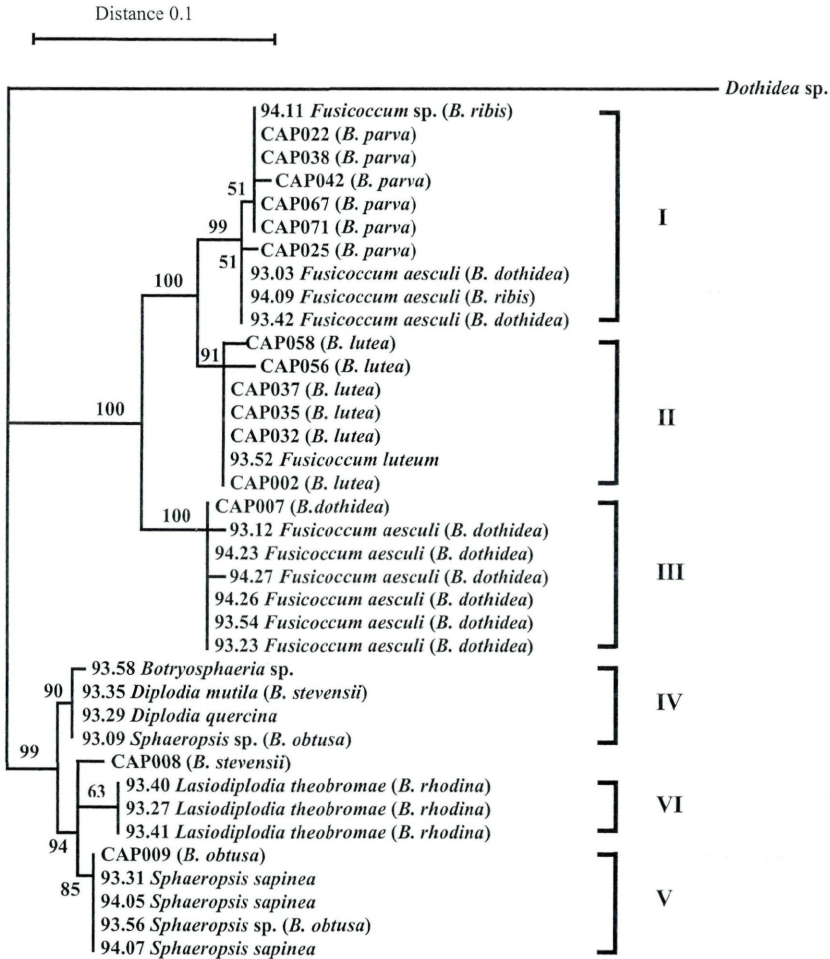 Distance 0.1
Dothidea sp.
94.11 Fusicoccum sp. (B. ribis)
CAP022 (B. parva)
CAP038 (B. parva)
CAP042 (B. parva)
51
CAP067 (B. parva)
CAP071 (B. parva)
I
99
CAP025 (B. parva)
51
93.03 Fusicoccum aesculi (B. dothidea)
100
94.09 Fusicoccum aesculi (B. ribis)
93.42 Fusicoccum aesculi (B. dothidea)
CAP058 (B. lutea)
91
CAP056 (B. lutea)
CAP037 (B. lutea)
100
CAP035 (B. lutea)
II
CAP032 (B. lutea)
93.52 Fusicoccum luteum
CAP002 (B. lutea)
CAP007 (B.dothidea)
100
93.12 Fusicoccum aesculi (B. dothidea)
94.23 Fusicoccum aesculi (B. dothidea)
94.27 Fusicoccum aesculi (B. dothidea)
III
94.26 Fusicoccum aesculi (B. dothidea)
93.54 Fusicoccum aesculi (B. dothidea)
93.23 Fusicoccum aesculi (B. dothidea)
93.58 Botryosphaeria sp.
90
93.35 Diplodia mutila (B. stevensii)
IV
93.29 Diplodia quercina
93.09 Sphaeropsis sp. (B. obtusa)
99
CAP008 (B. stevensii)
63
93.40 Lasiodiplodia theobromae (B. rhodina)
93.27 Lasiodiplodia theobromae (B. rhodina)
VI
93.41 Lasiodiplodia theobromae (B. rhodina)
94
CAP009 (B. obtusa)
85
93.31 Sphaeropsis sapinea
94.05 Sphaeropsis sapinea
V
93.56 Sphaeropsis sp. (B. obtusa)
94.07 Sphaeropsis sapinea